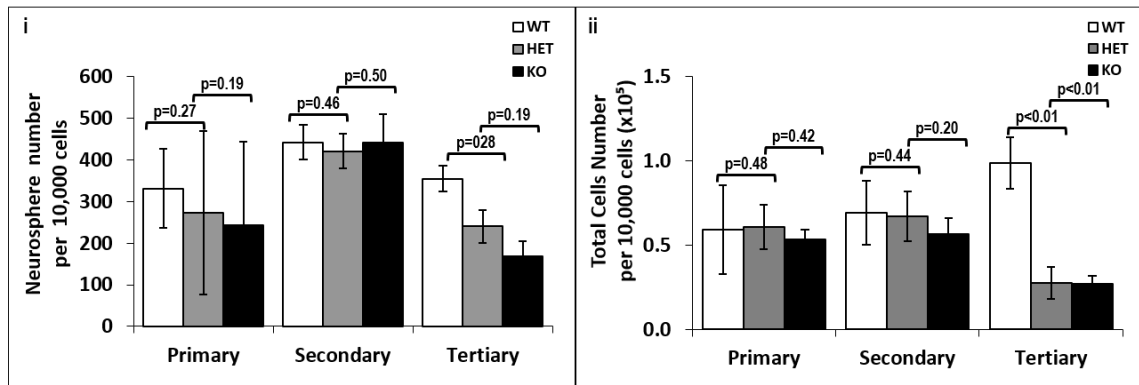 i
WT
HET
KO
Neurosphere number
per 10,000 cells
600
500
400
300
200
100
0
p=0.27
p=0.19
p=0.46
p=0.50
p=028
p=0.19
Primary
Secondary
Tertiary
ii
WT
HET
KO
Total Cells Number
per 10,000 cells (x10⁵)
1.5
1.0
0.5
0.0
p=0.48
p=0.42
p=0.44
p=0.20
p<0.01
p<0.01
Primary
Secondary
Tertiary